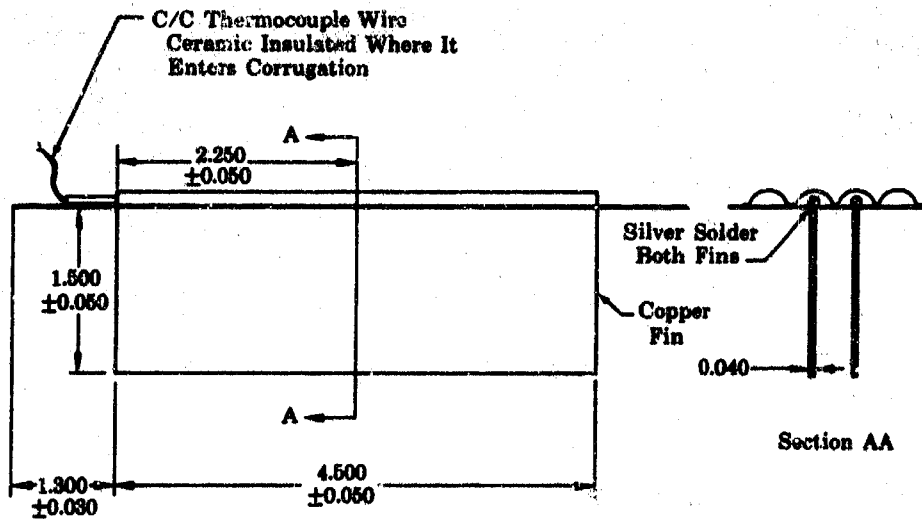 C/C Thermocouple Wire
Ceramic Insulated Where It
Enters Corrugation
A
2.250
±0.050
Silver Solder
Both Fins
1.500
±0.050
Copper
Fin
0.040
A
Section AA
1.300
±0.030
4.500
±0.050